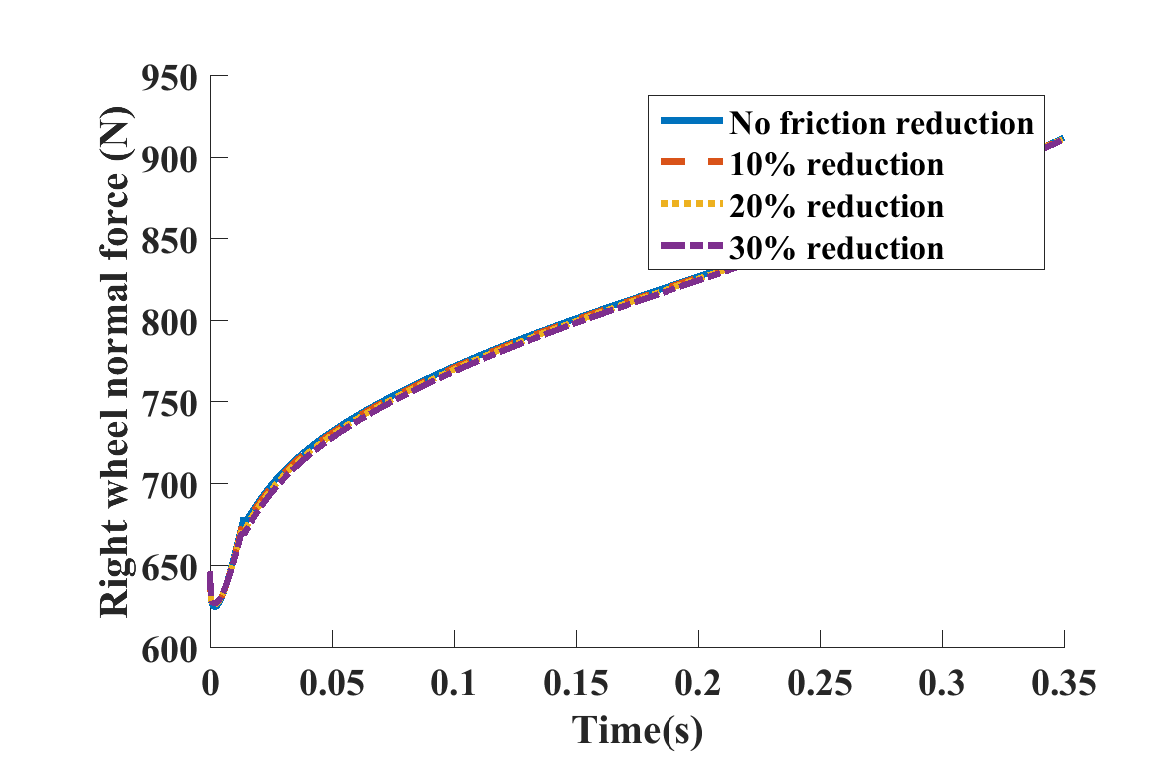 Right wheel normal force (N)
950
900
850
800
750
700
650
600
No friction reduction
10% reduction
20% reduction
30% reduction
0 0.05 0.1 0.15 0.2 0.25 0.3 0.35
Time(s)